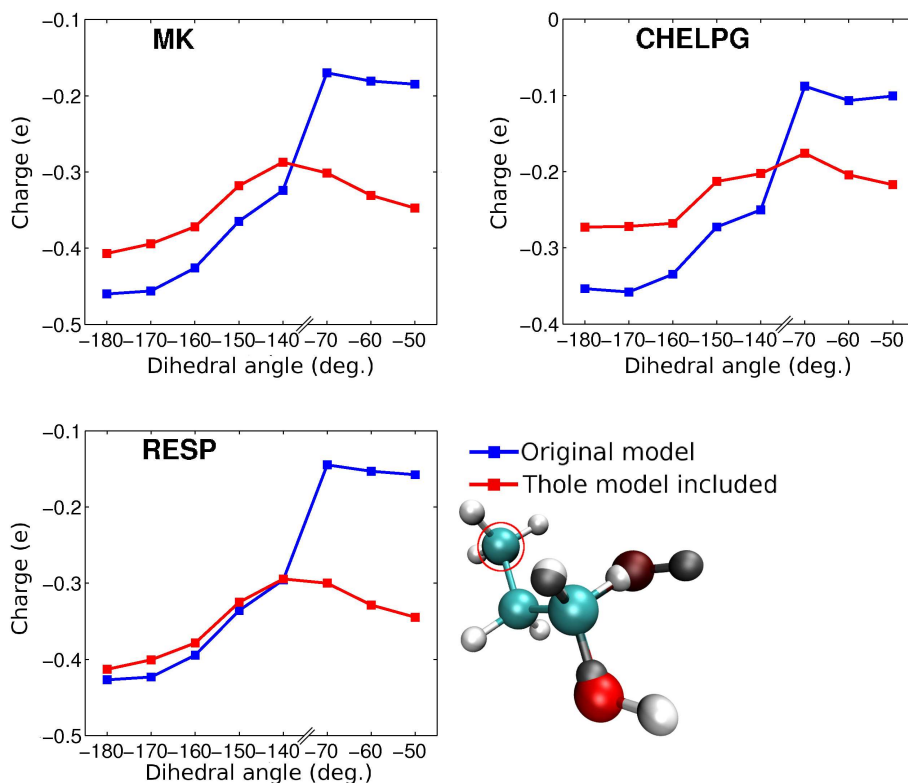 MK
-0.1
-0.2
-0.3
-0.4
-0.5
Charge (e)
-180 -170 -160 -150 -140 -70 -60 -50
Dihedral angle (deg.)
CHELPG
0
-0.1
-0.2
-0.3
-0.4
Charge (e)
-180 -170 -160 -150 -140 -70 -60 -50
Dihedral angle (deg.)
RESP
-0.1
-0.2
-0.3
-0.4
-0.5
Charge (e)
-180 -170 -160 -150 -140 -70 -60 -50
Dihedral angle (deg.)
Original model
Thole model included